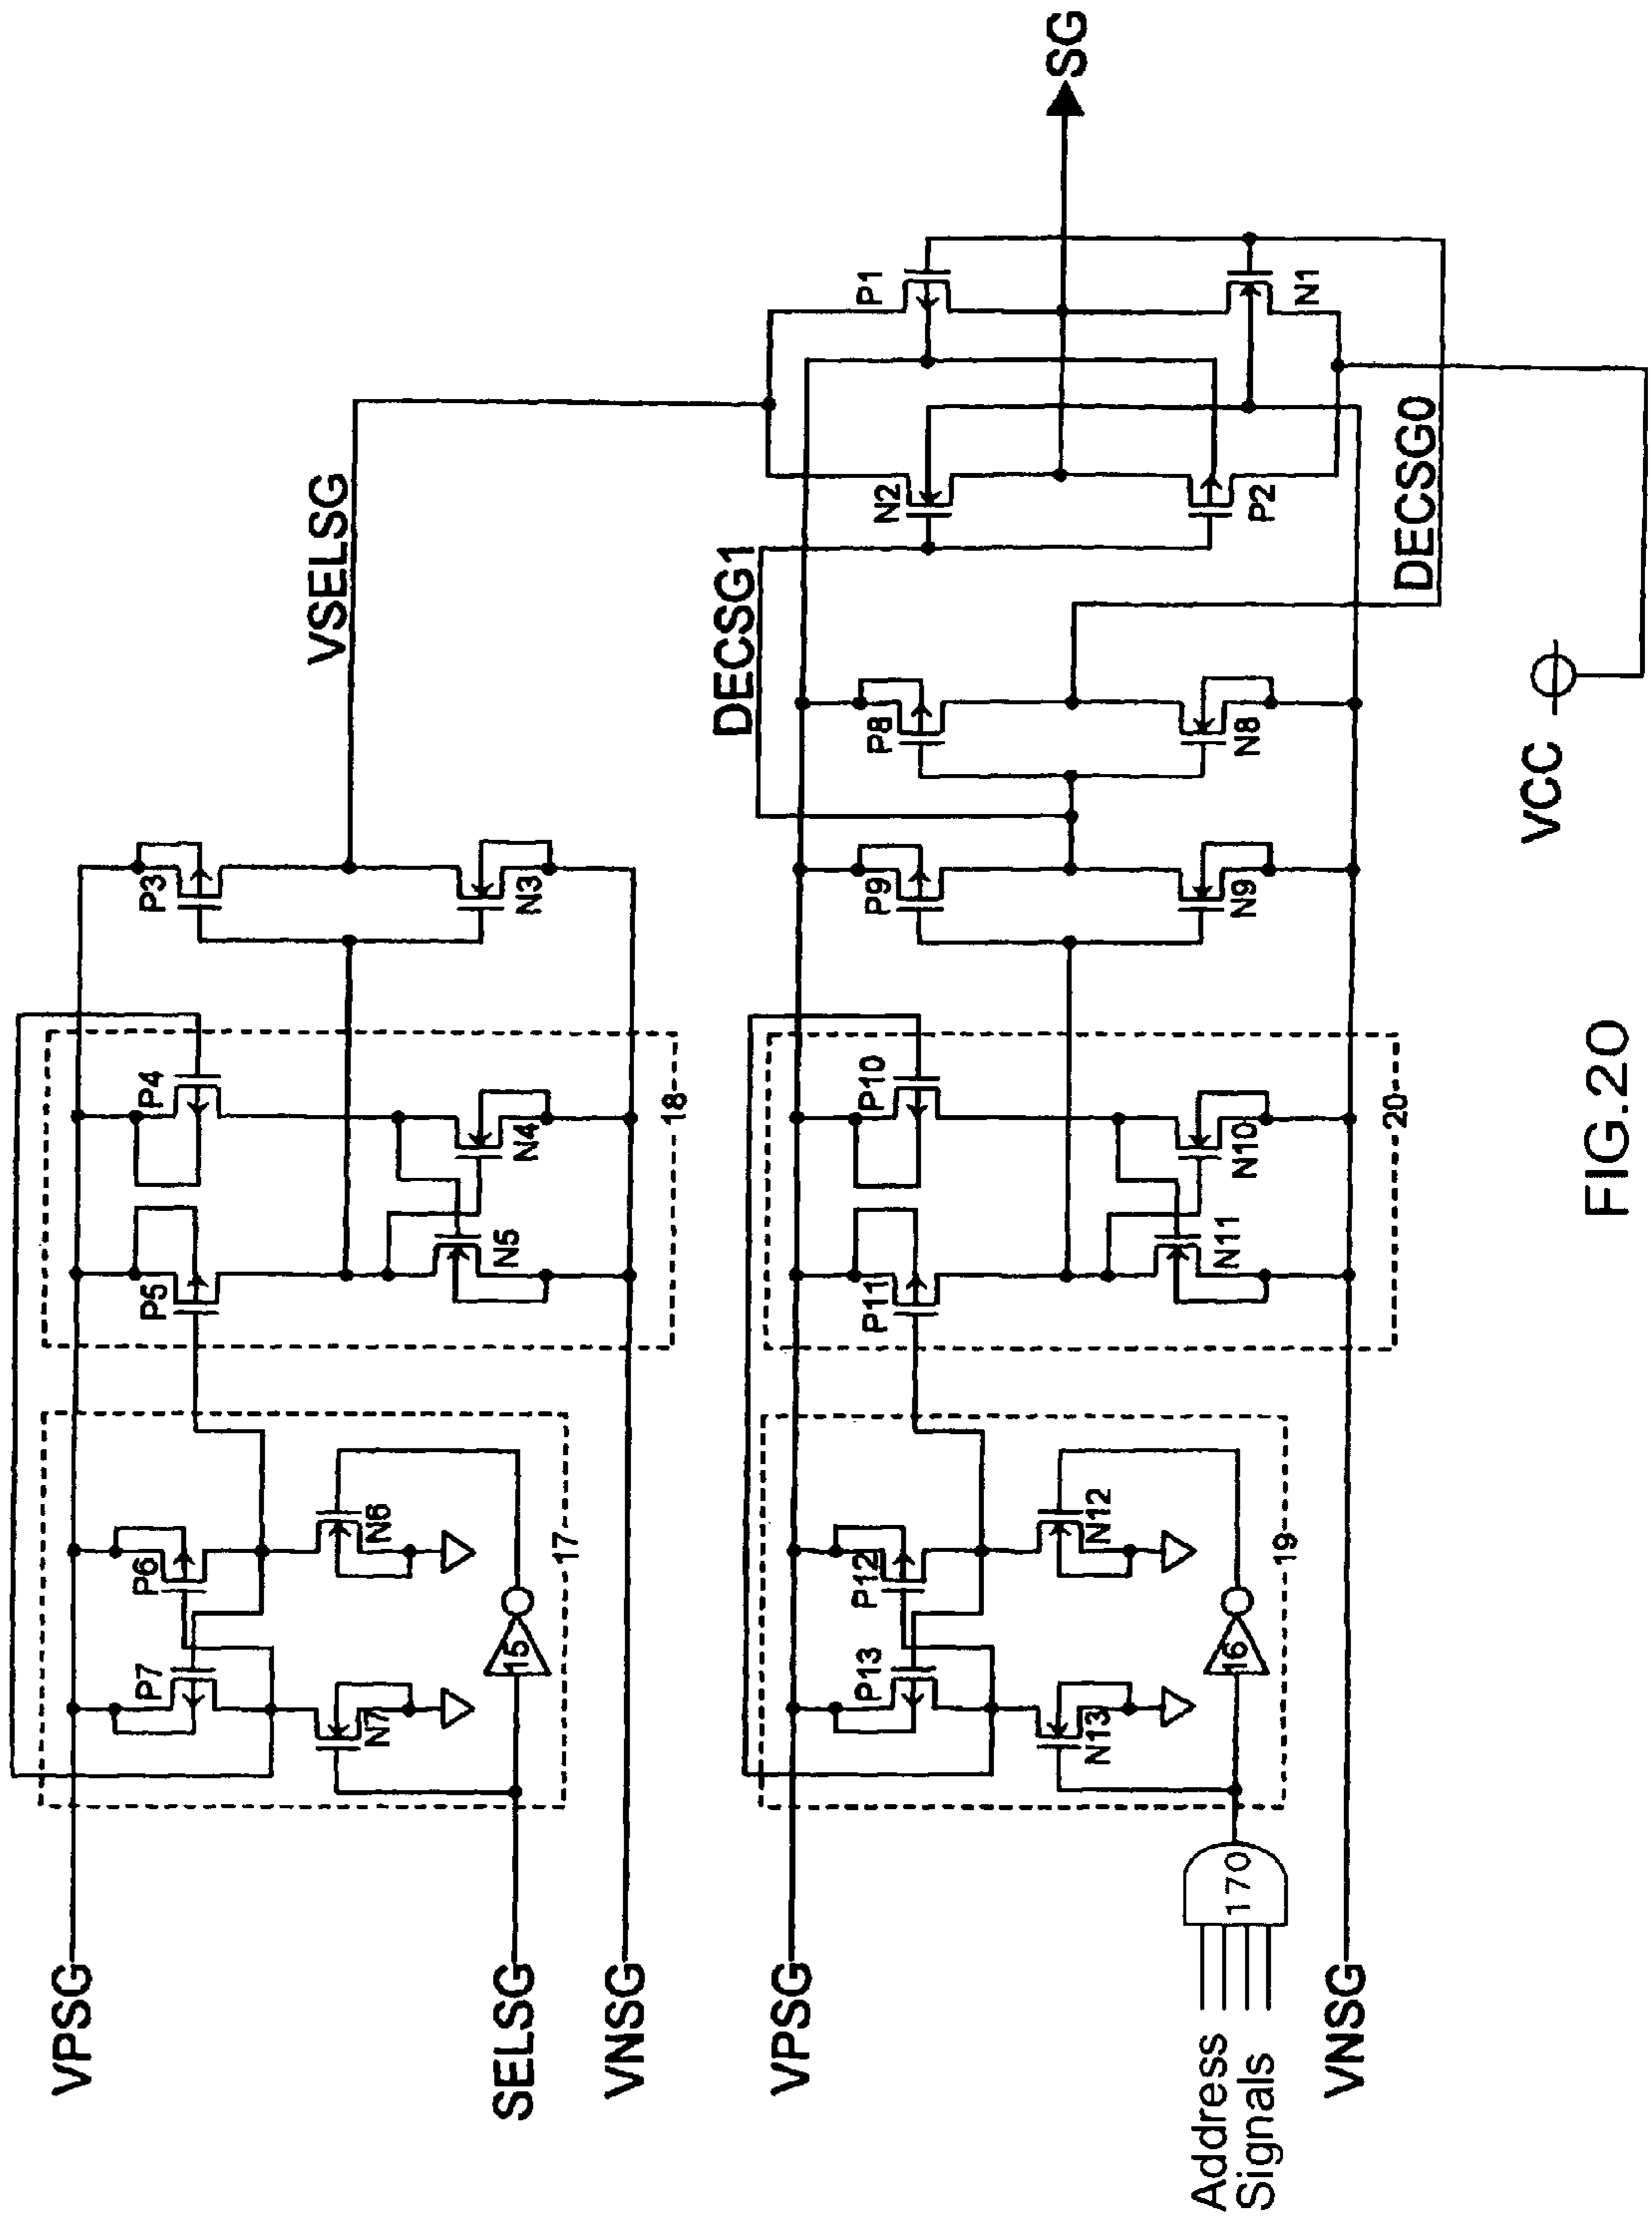 VPSG
SELSG
VNSG
P7
P6
N7
N6
15
17
P5
P4
N5
N4
18
P3
N3
VSELSG
VPSG
Address
Signals
VNSG
170
P13
P12
N13
N12
16
19
P11
P10
N11
N10
20
P9
N9
P8
N8
DECSG1
DECSG0
N2
P2
P1
N1
SG
VCC
FIG.20